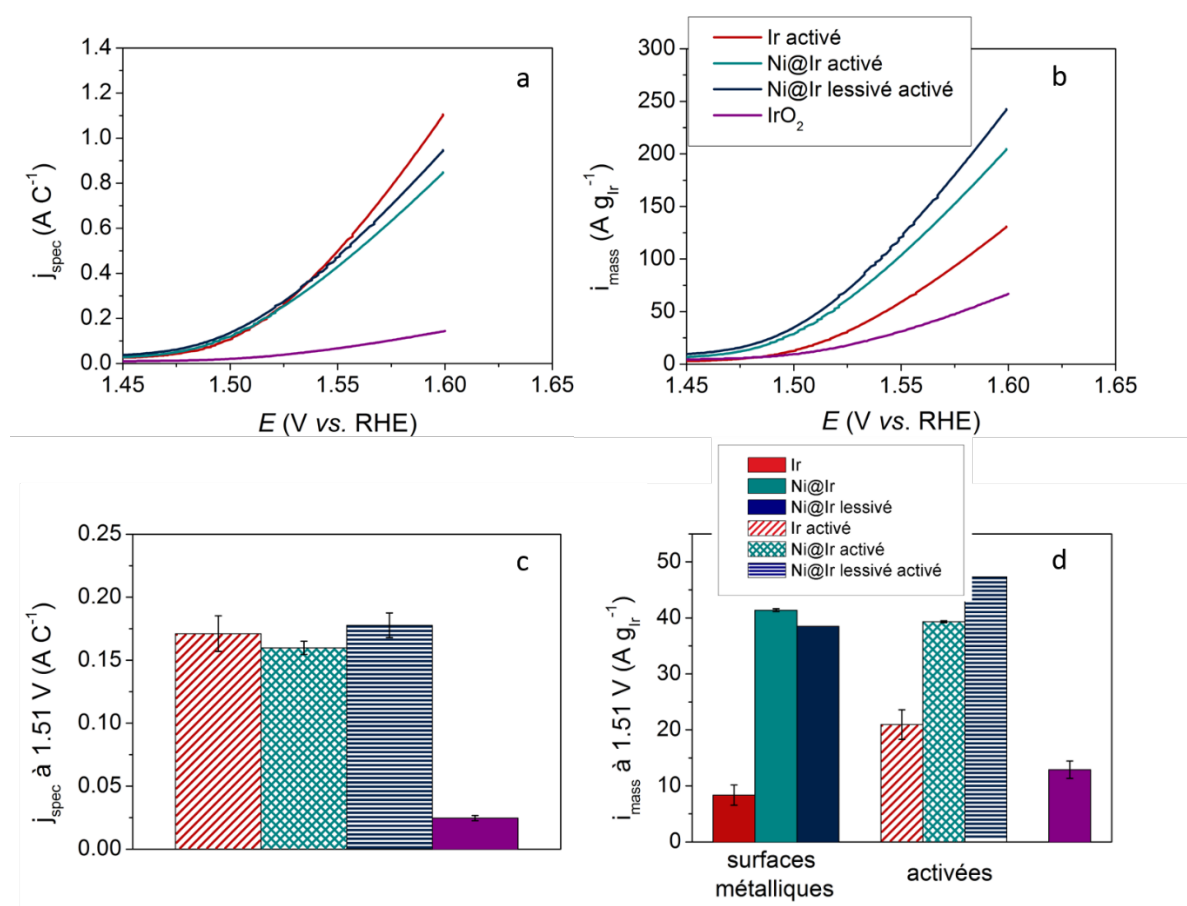 1.4
1.2
1.0
0.8
0.6
0.4
0.2
0.0
j_spec (A C⁻¹)
a
1.45
1.50
1.55
1.60
1.65
E (V vs. RHE)
Ir activé
Ni@Ir activé
Ni@Ir lessivé activé
IrO₂
300
250
200
150
100
50
0
i_mass (A g_Ir⁻¹)
b
1.45
1.50
1.55
1.60
1.65
E (V vs. RHE)
0.25
0.20
0.15
0.10
0.05
0.00
j_spec à 1.51 V (A C⁻¹)
c
Ir
Ni@Ir
Ni@Ir lessivé
Ir activé
Ni@Ir activé
Ni@Ir lessivé activé
50
40
30
20
10
0
i_mass à 1.51 V (A g_Ir⁻¹)
d
surfaces
métalliques
activées